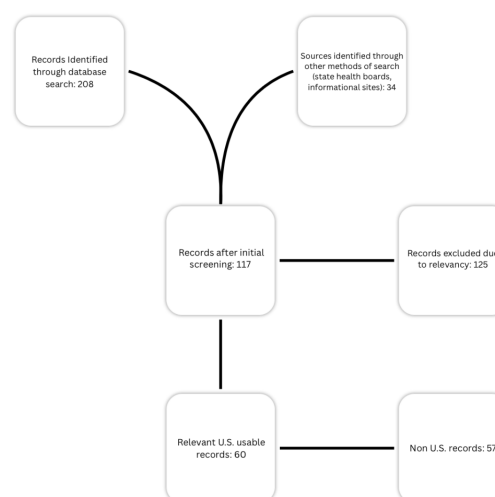 Records Identified
through database
search: 208
Sources identified through
other methods of search
(state health boards,
informational sites): 34
Records after initial
screening: 117
Records excluded due
to relevancy: 125
Relevant U.S. usable
records: 60
Non U.S. records: 57